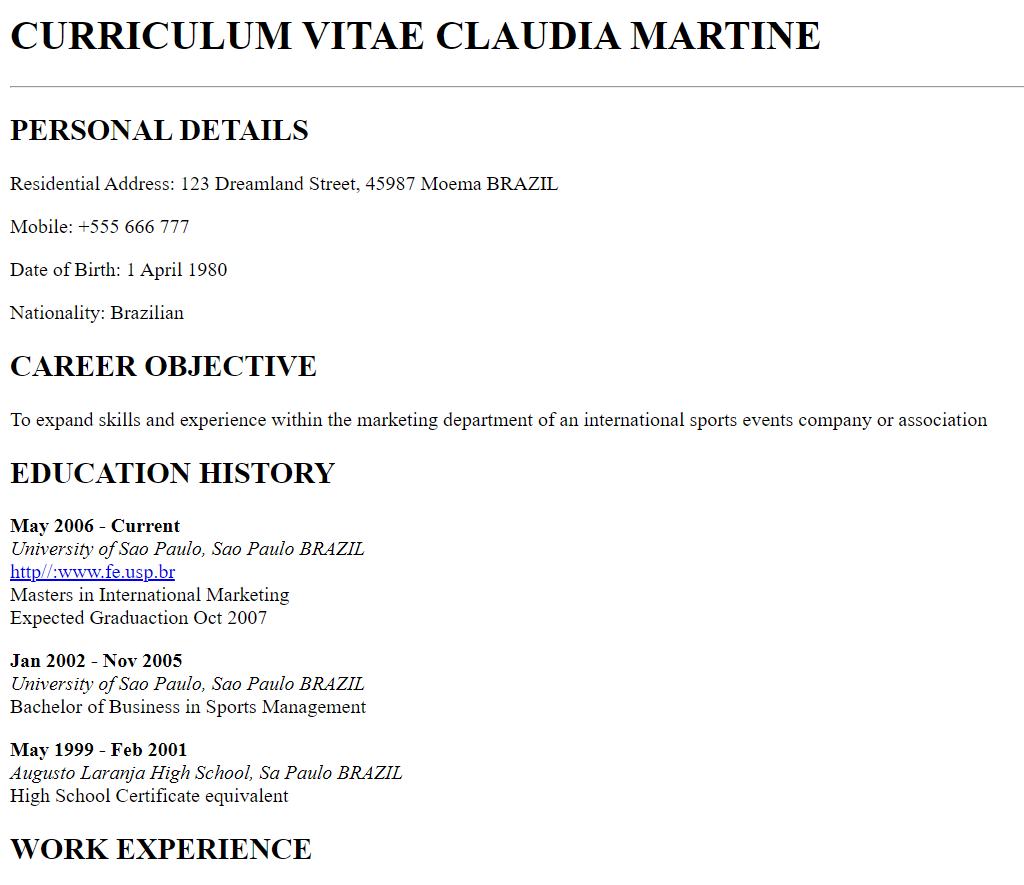 CURRICULUM VITAE CLAUDIA MARTINE
PERSONAL DETAILS
Residential Address: 123 Dreamland Street, 45987 Moema BRAZIL
Mobile: +555 666 777
Date of Birth: 1 April 1980
Nationality: Brazilian
CAREER OBJECTIVE
To expand skills and experience within the marketing department of an international sports events company or association
EDUCATION HISTORY
May 2006 - Current
University of Sao Paulo, Sao Paulo BRAZIL
http//:www.fe.usp.br
Masters in International Marketing
Expected Graduaction Oct 2007
Jan 2002 - Nov 2005
University of Sao Paulo, Sao Paulo BRAZIL
Bachelor of Business in Sports Management
May 1999 - Feb 2001
Augusto Laranja High School, Sa Paulo BRAZIL
High School Certificate equivalent
WORK EXPERIENCE